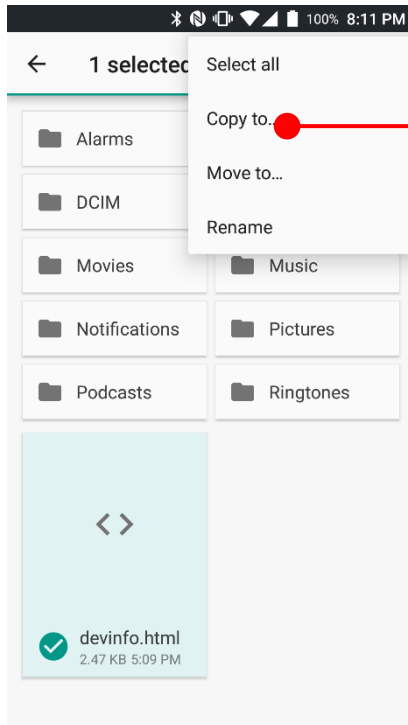 100% 8:11 PM
1 selected
Select all
Copy to..
Move to...
Rename
Alarms
DCIM
Movies
Music
Notifications
Pictures
Podcasts
Ringtones
devinfo.html
2.47 KB 5:09 PM